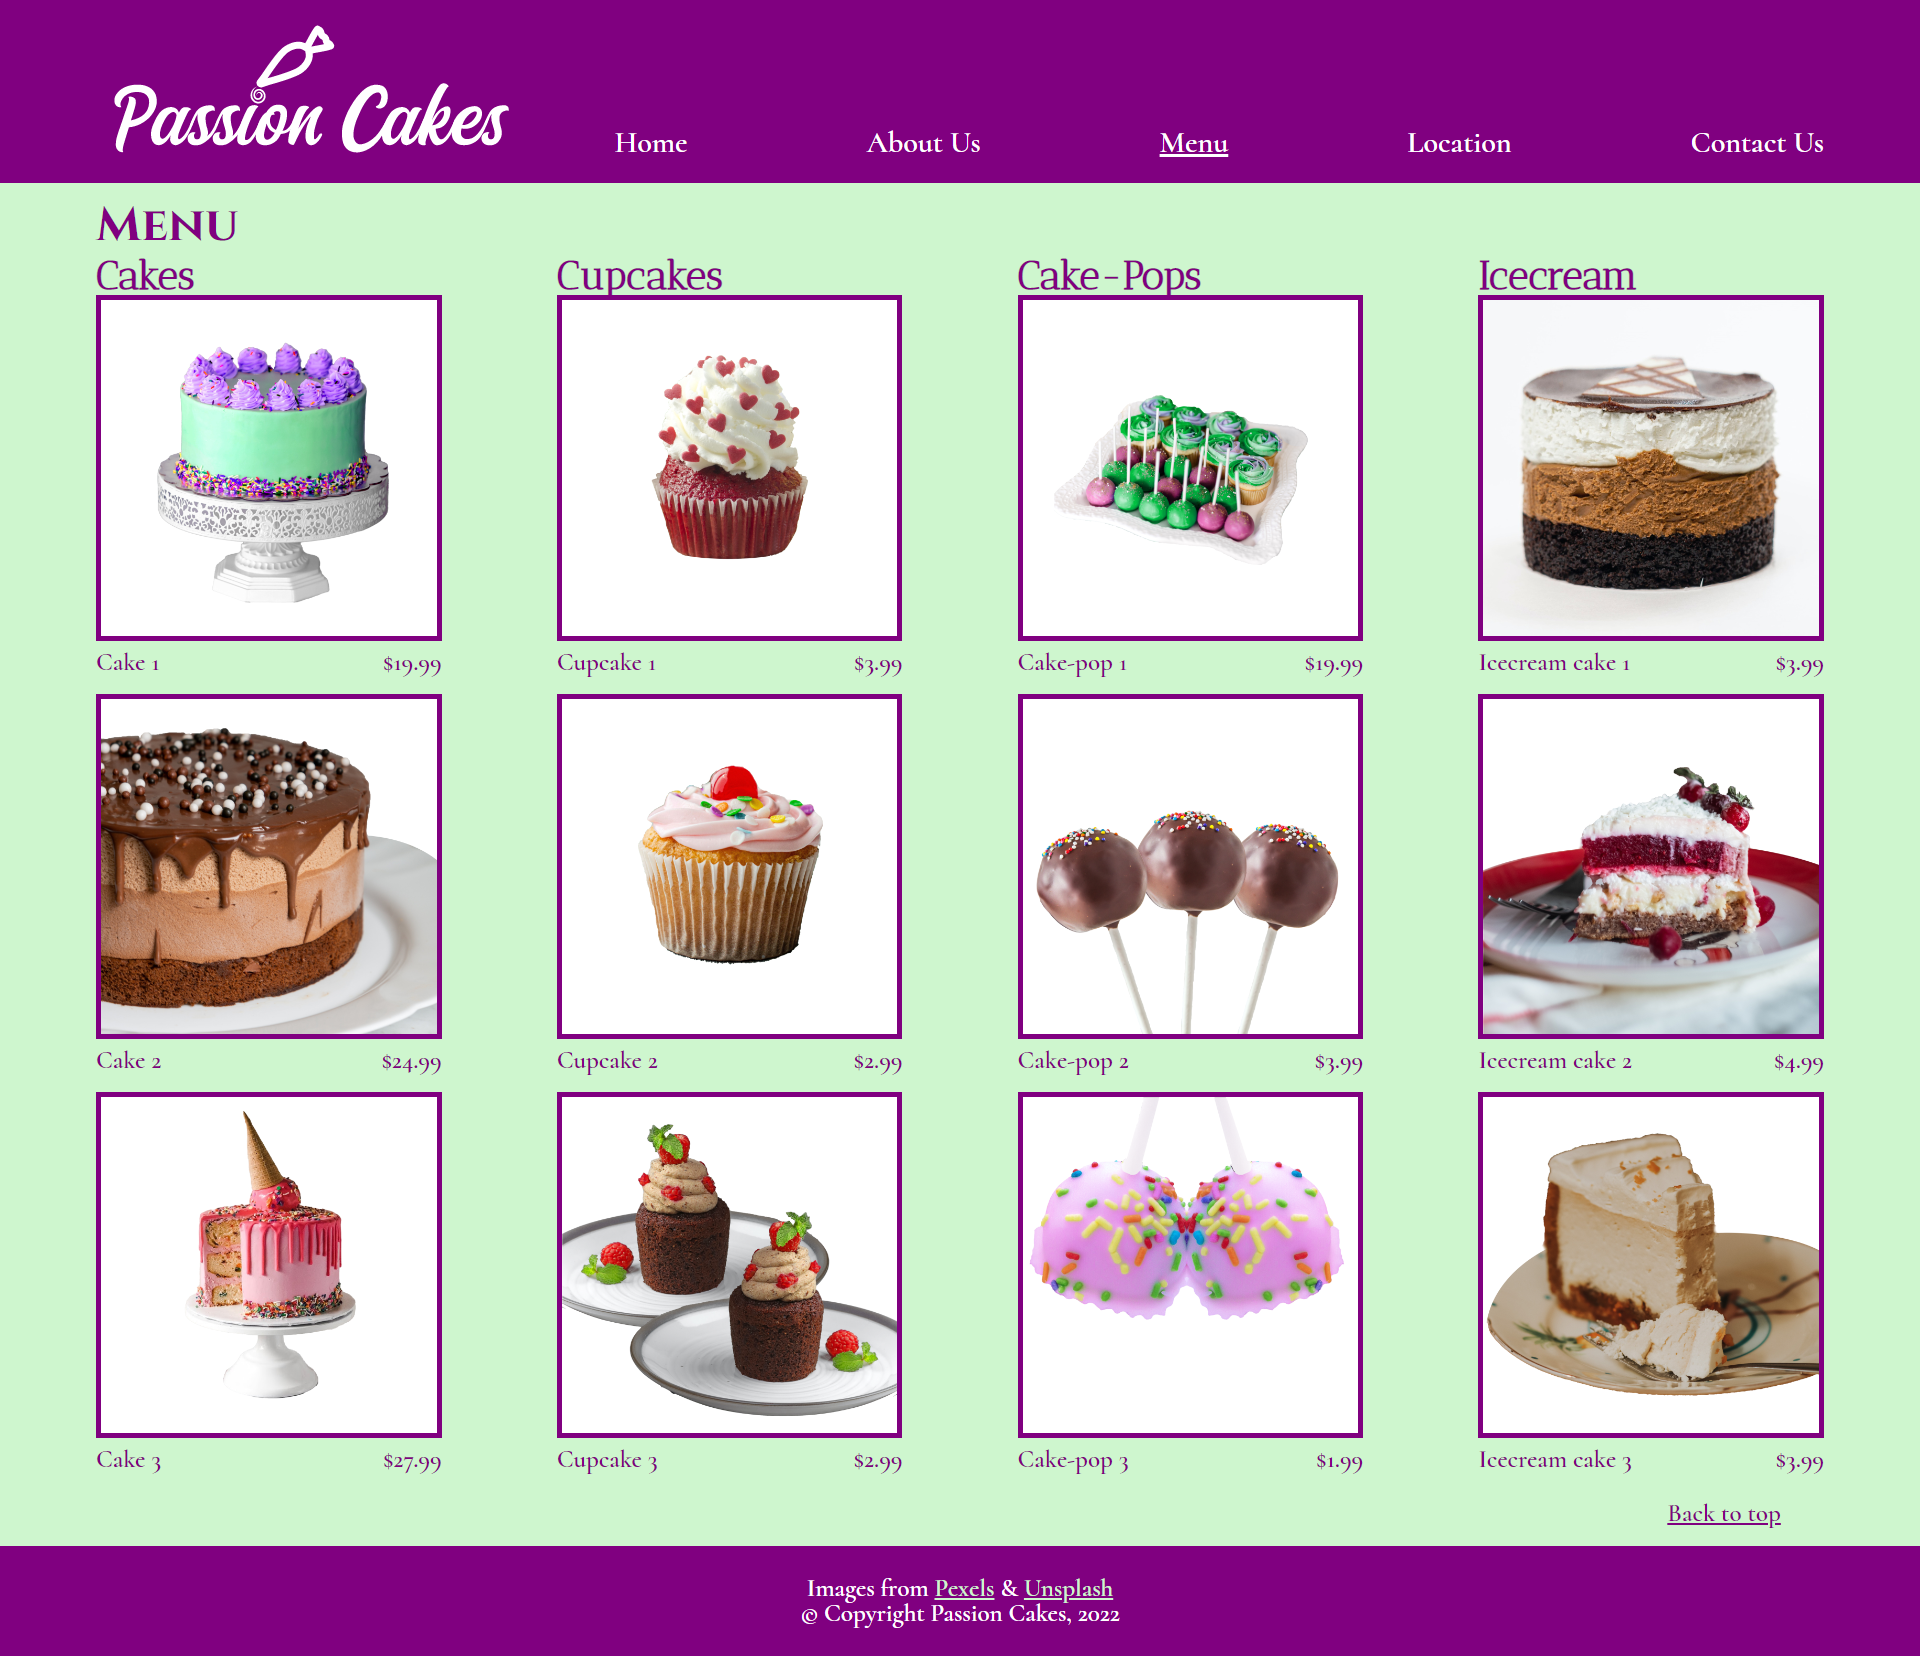 Passion Cakes
Home About Us Menu Location Contact Us
Menu
Cakes Cupcakes Cake-Pops Icecream
Cake 1 $19.99 Cupcake 1 $3.99 Cake-pop 1 $19.99 Icecream cake 1 $3.99
Cake 2 $24.99 Cupcake 2 $2.99 Cake-pop 2 $3.99 Icecream cake 2 $4.99
Cake 3 $27.99 Cupcake 3 $2.99 Cake-pop 3 $1.99 Icecream cake 3 $3.99
Back to top
Images from Pexels & Unsplash
© Copyright Passion Cakes, 2022